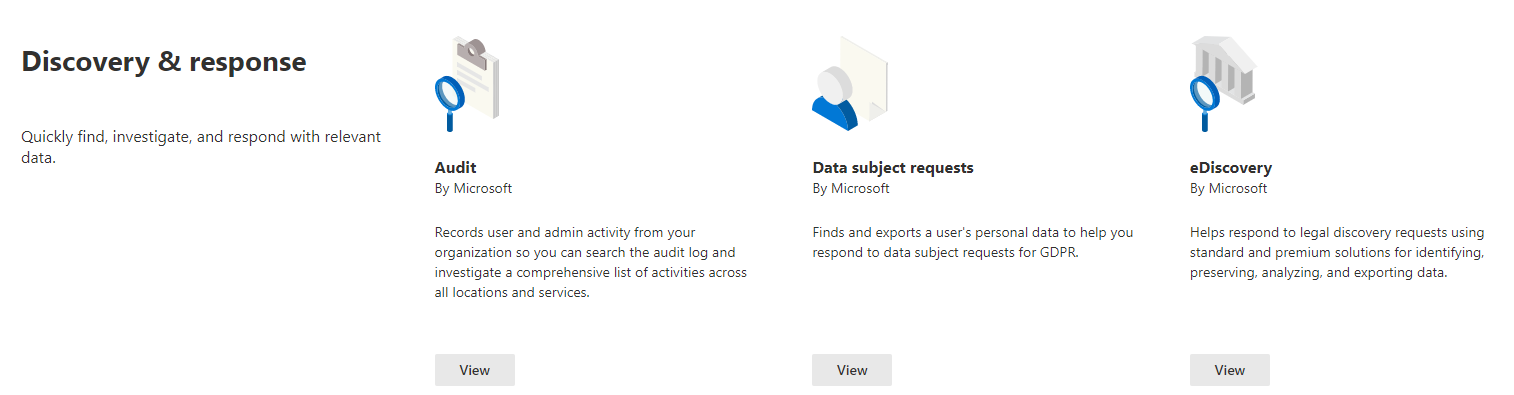 Discovery & response
Quickly find, investigate, and respond with relevant
data.
Audit
By Microsoft
Records user and admin activity from your
organization so you can search the audit log and
investigate a comprehensive list of activities across
all locations and services.
View
Data subject requests
By Microsoft
Finds and exports a user's personal data to help you
respond to data subject requests for GDPR.
View
eDiscovery
By Microsoft
Helps respond to legal discovery requests using
standard and premium solutions for identifying,
preserving, analyzing, and exporting data.
View